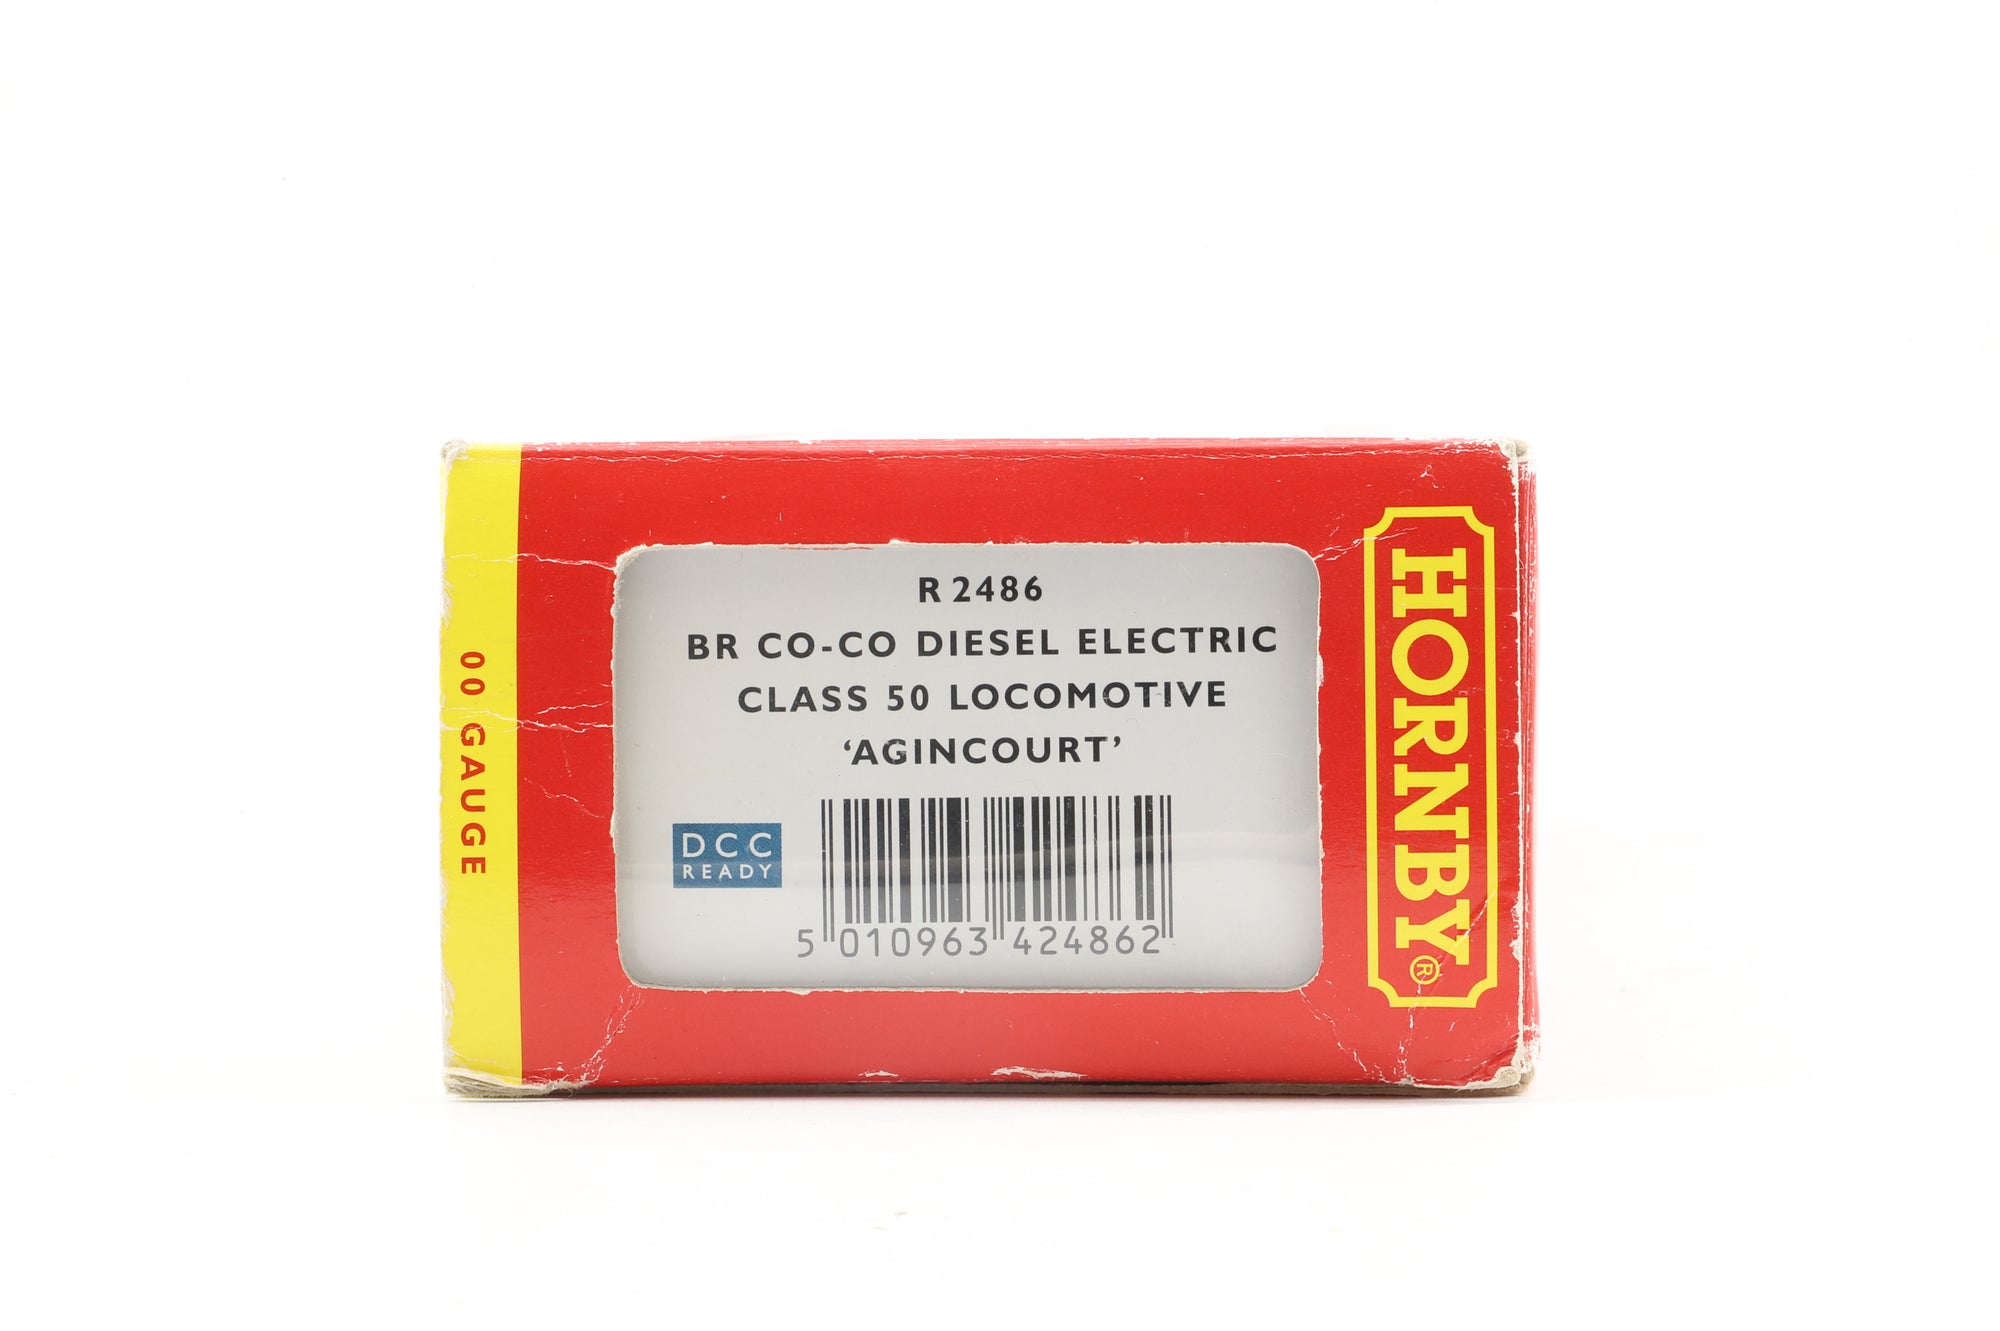 R 2486
BR CO-CO DIESEL ELECTRIC
CLASS 50 LOCOMOTIVE
‘AGINCOURT’
DCC
READY
5 010963 424862
00 GAUGE
HORNBY®